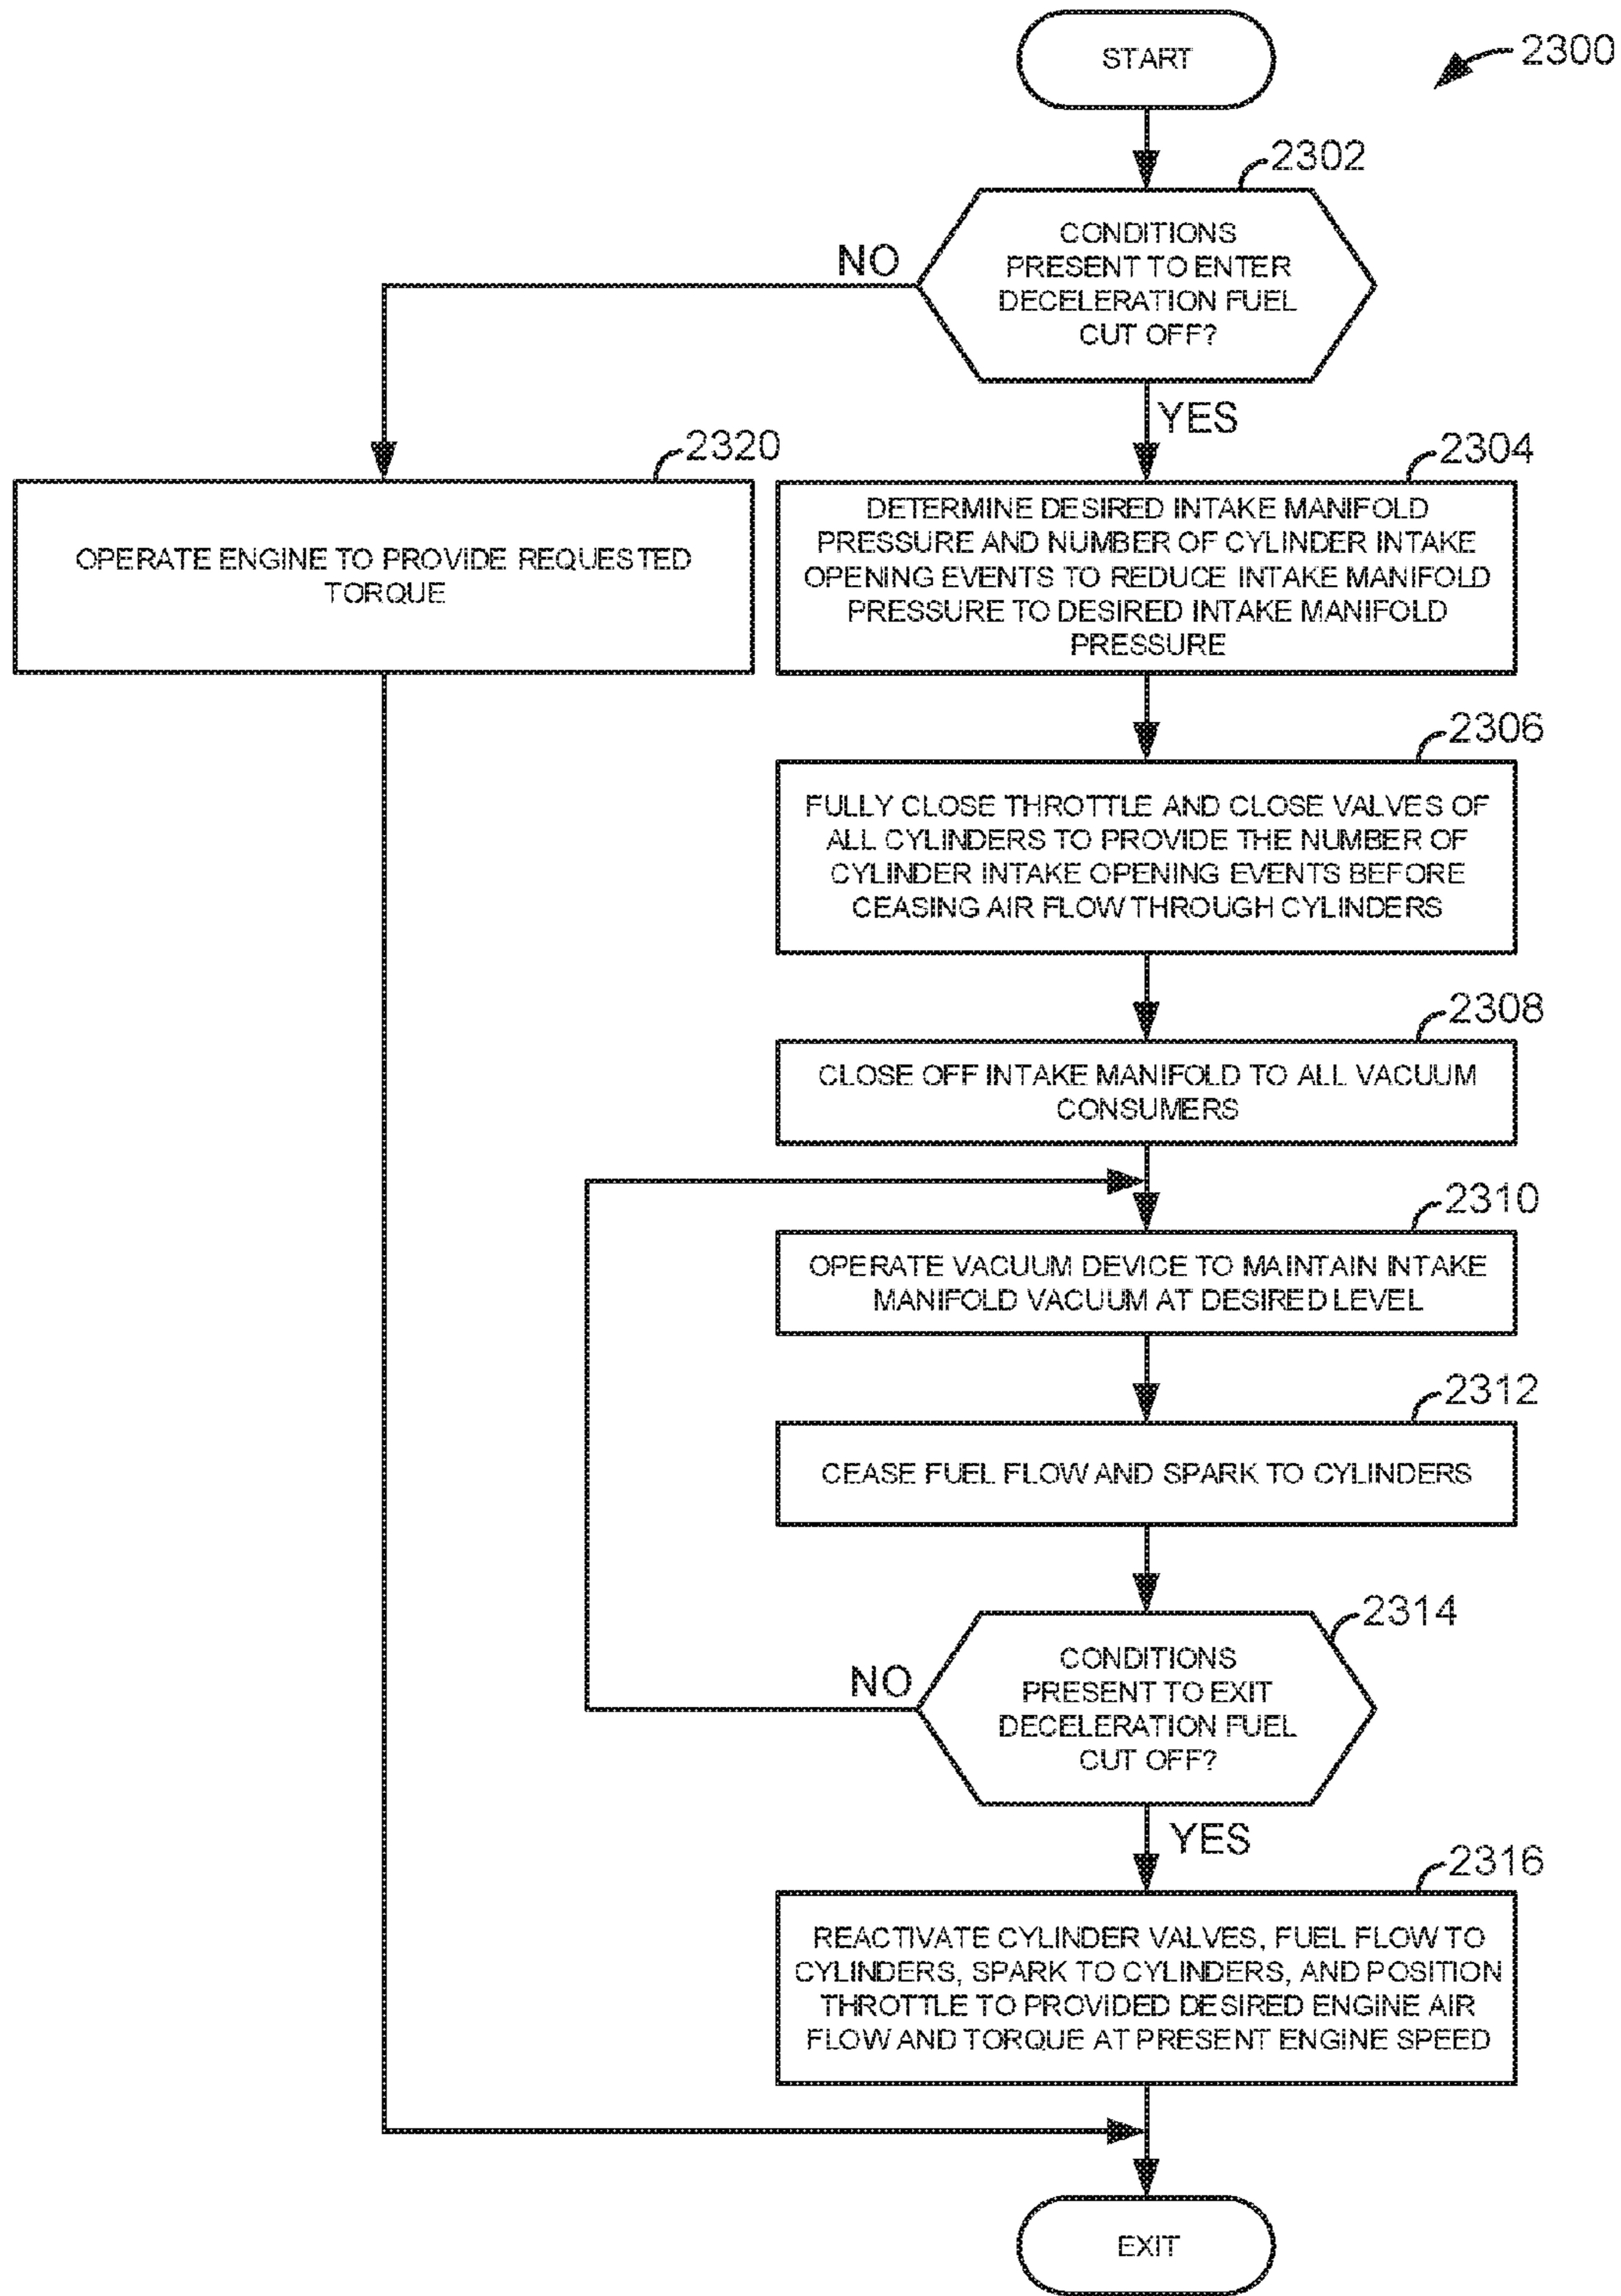 START
2300
2302
CONDITIONS
PRESENT TO ENTER
DECELERATION FUEL
CUT OFF?
NO
YES
2320
OPERATE ENGINE TO PROVIDE REQUESTED
TORQUE
2304
DETERMINE DESIRED INTAKE MANIFOLD
PRESSURE AND NUMBER OF CYLINDER INTAKE
OPENING EVENTS TO REDUCE INTAKE MANIFOLD
PRESSURE TO DESIRED INTAKE MANIFOLD
PRESSURE
2306
FULLY CLOSE THROTTLE AND CLOSE VALVES OF
ALL CYLINDERS TO PROVIDE THE NUMBER OF
CYLINDER INTAKE OPENING EVENTS BEFORE
CEASING AIR FLOW THROUGH CYLINDERS
2308
CLOSE OFF INTAKE MANIFOLD TO ALL VACUUM
CONSUMERS
2310
OPERATE VACUUM DEVICE TO MAINTAIN INTAKE
MANIFOLD VACUUM AT DESIRED LEVEL
2312
CEASE FUEL FLOW AND SPARK TO CYLINDERS
2314
CONDITIONS
PRESENT TO EXIT
DECELERATION FUEL
CUT OFF?
NO
YES
2316
REACTIVATE CYLINDER VALVES, FUEL FLOW TO
CYLINDERS, SPARK TO CYLINDERS, AND POSITION
THROTTLE TO PROVIDED DESIRED ENGINE AIR
FLOW AND TORQUE AT PRESENT ENGINE SPEED
EXIT